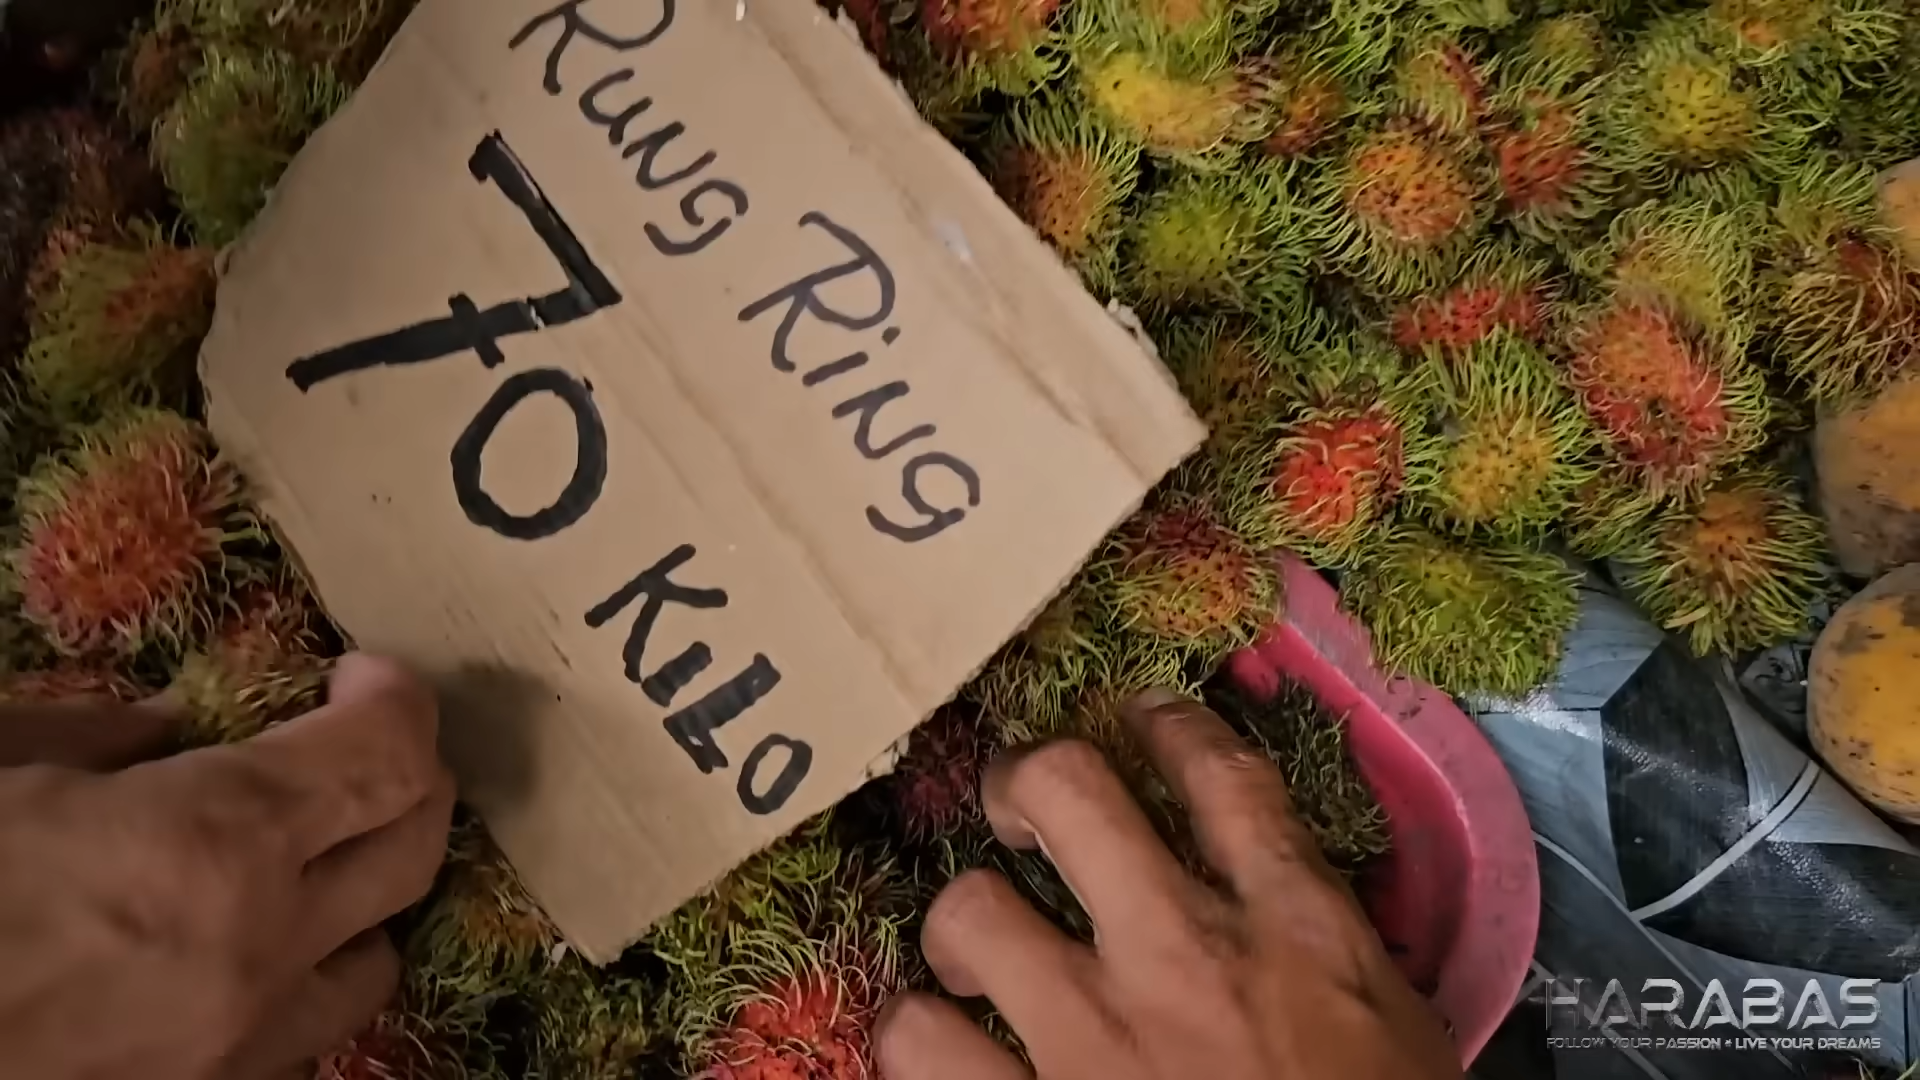 Rung Ring
70
KiLo
HARABAS
FOLLOW YOUR PASSION • LIVE YOUR DREAMS